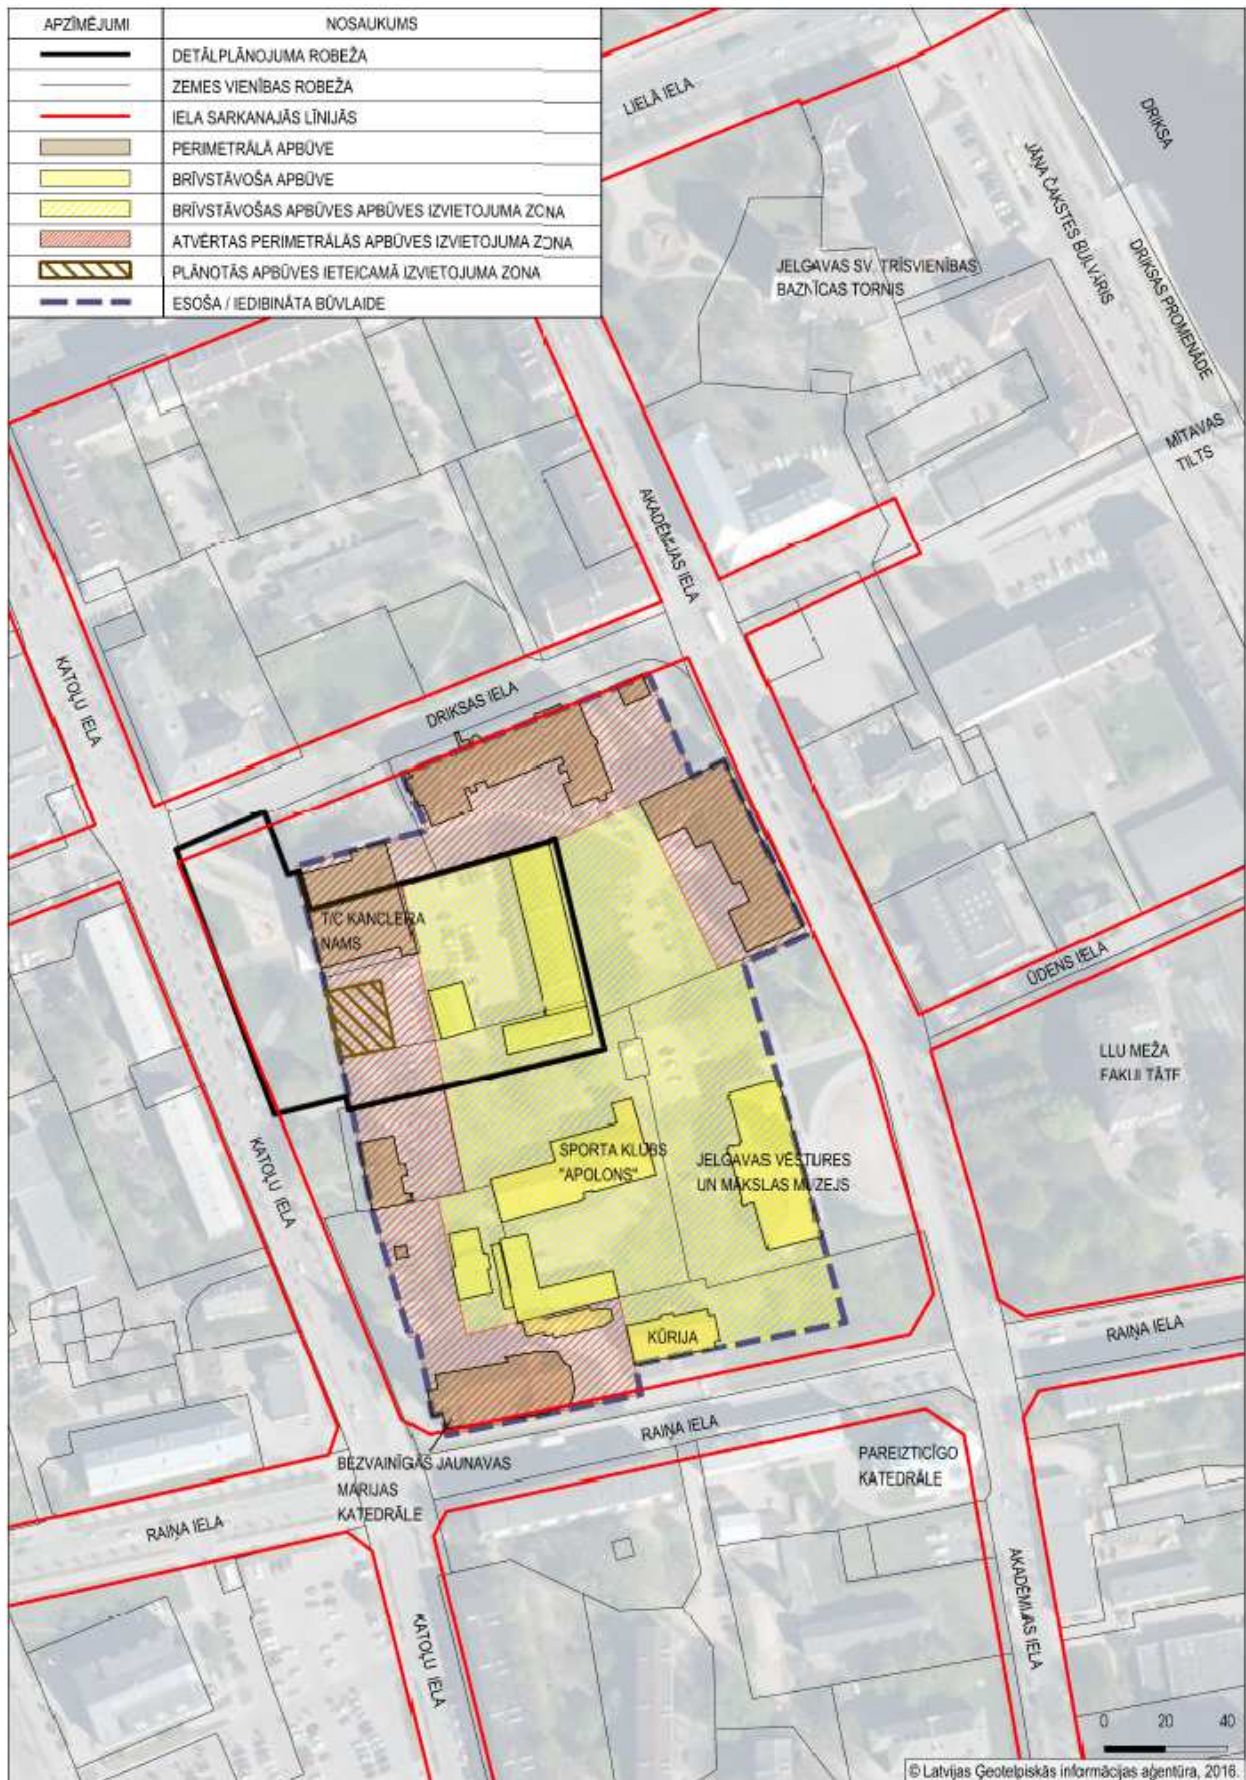 APZĪMĒJUMI NOSAUKUMS
DETĀLPLĀNOJUMA ROBEŽA
ZEMES VIENĪBAS ROBEŽA
IELA SARKANAJĀS LĪNIJĀS
PERIMETRĀLĀ APBŪVE
BRĪVSTĀVOŠA APBŪVE
BRĪVSTĀVOŠAS APBŪVES APBŪVES IZVIETOJUMA ZONA
ATVĒRTAS PERIMETRĀLĀS APBŪVES IZVIETOJUMA ZONA
PLĀNOTĀS APBŪVES IETEICAMĀ IZVIETOJUMA ZONA
ESOŠA / IEDIBINĀTA BŪVLAIDE
LIELĀ IELA
DRIKSA
JĀŅA ČAKSTES BULVĀRIS
DRIKSAS PROMENĀDE
JELGAVAS SV. TRĪSVIENĪBAS
BAZNĪCAS TORNIS
MĪTAVAS
TILTS
AKADĒMIJAS IELA
KATOĻU IELA
DRIKSAS IELA
T/C KANCLERA
NAMS
ŪDENS IELA
LLU MEŽA
FAKULTĀTE
KATOĻU IELA
SPORTA KLUBS
"APOLONS"
JELGAVAS VĒSTURES
UN MĀKSLAS MUZEJS
KŪRIJA
RAIŅA IELA
RAIŅA IELA
BEZVAINĪGĀS JAUNAVAS
MARIJAS
KATEDRĀLE
PAREIZTICĪGO
KATEDRĀLE
RAIŅA IELA
AKADĒMIJAS IELA
KATOĻU IELA
0 20 40
© Latvijas Ģeotelpiskās informācijas aģentūra, 2016.